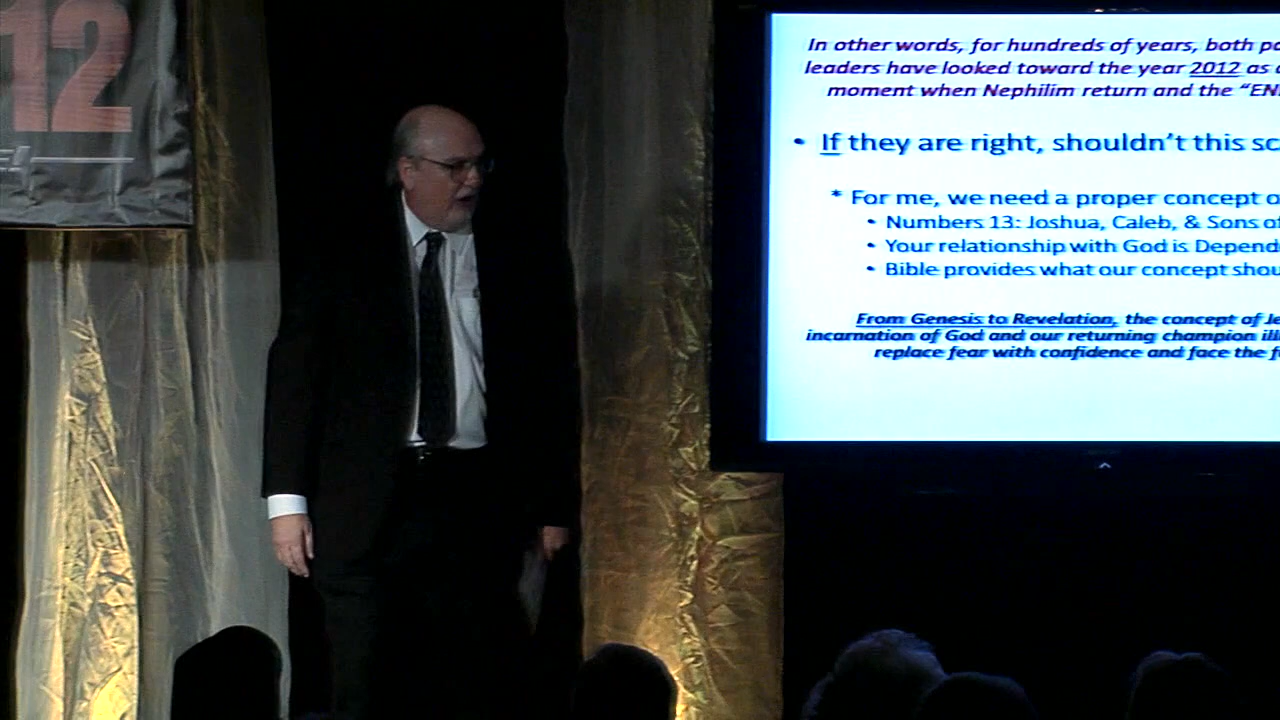 12
In other words, for hundreds of years, both pa
leaders have looked toward the year 2012 as
moment when Nephilim return and the “EN
• If they are right, shouldn’t this sc
* For me, we need a proper concept o
• Numbers 13: Joshua, Caleb, & Sons of
• Your relationship with God is Depend
• Bible provides what our concept shou
From Genesis to Revelation, the concept of Je
incarnation of God and our returning champion ill
replace fear with confidence and face the f